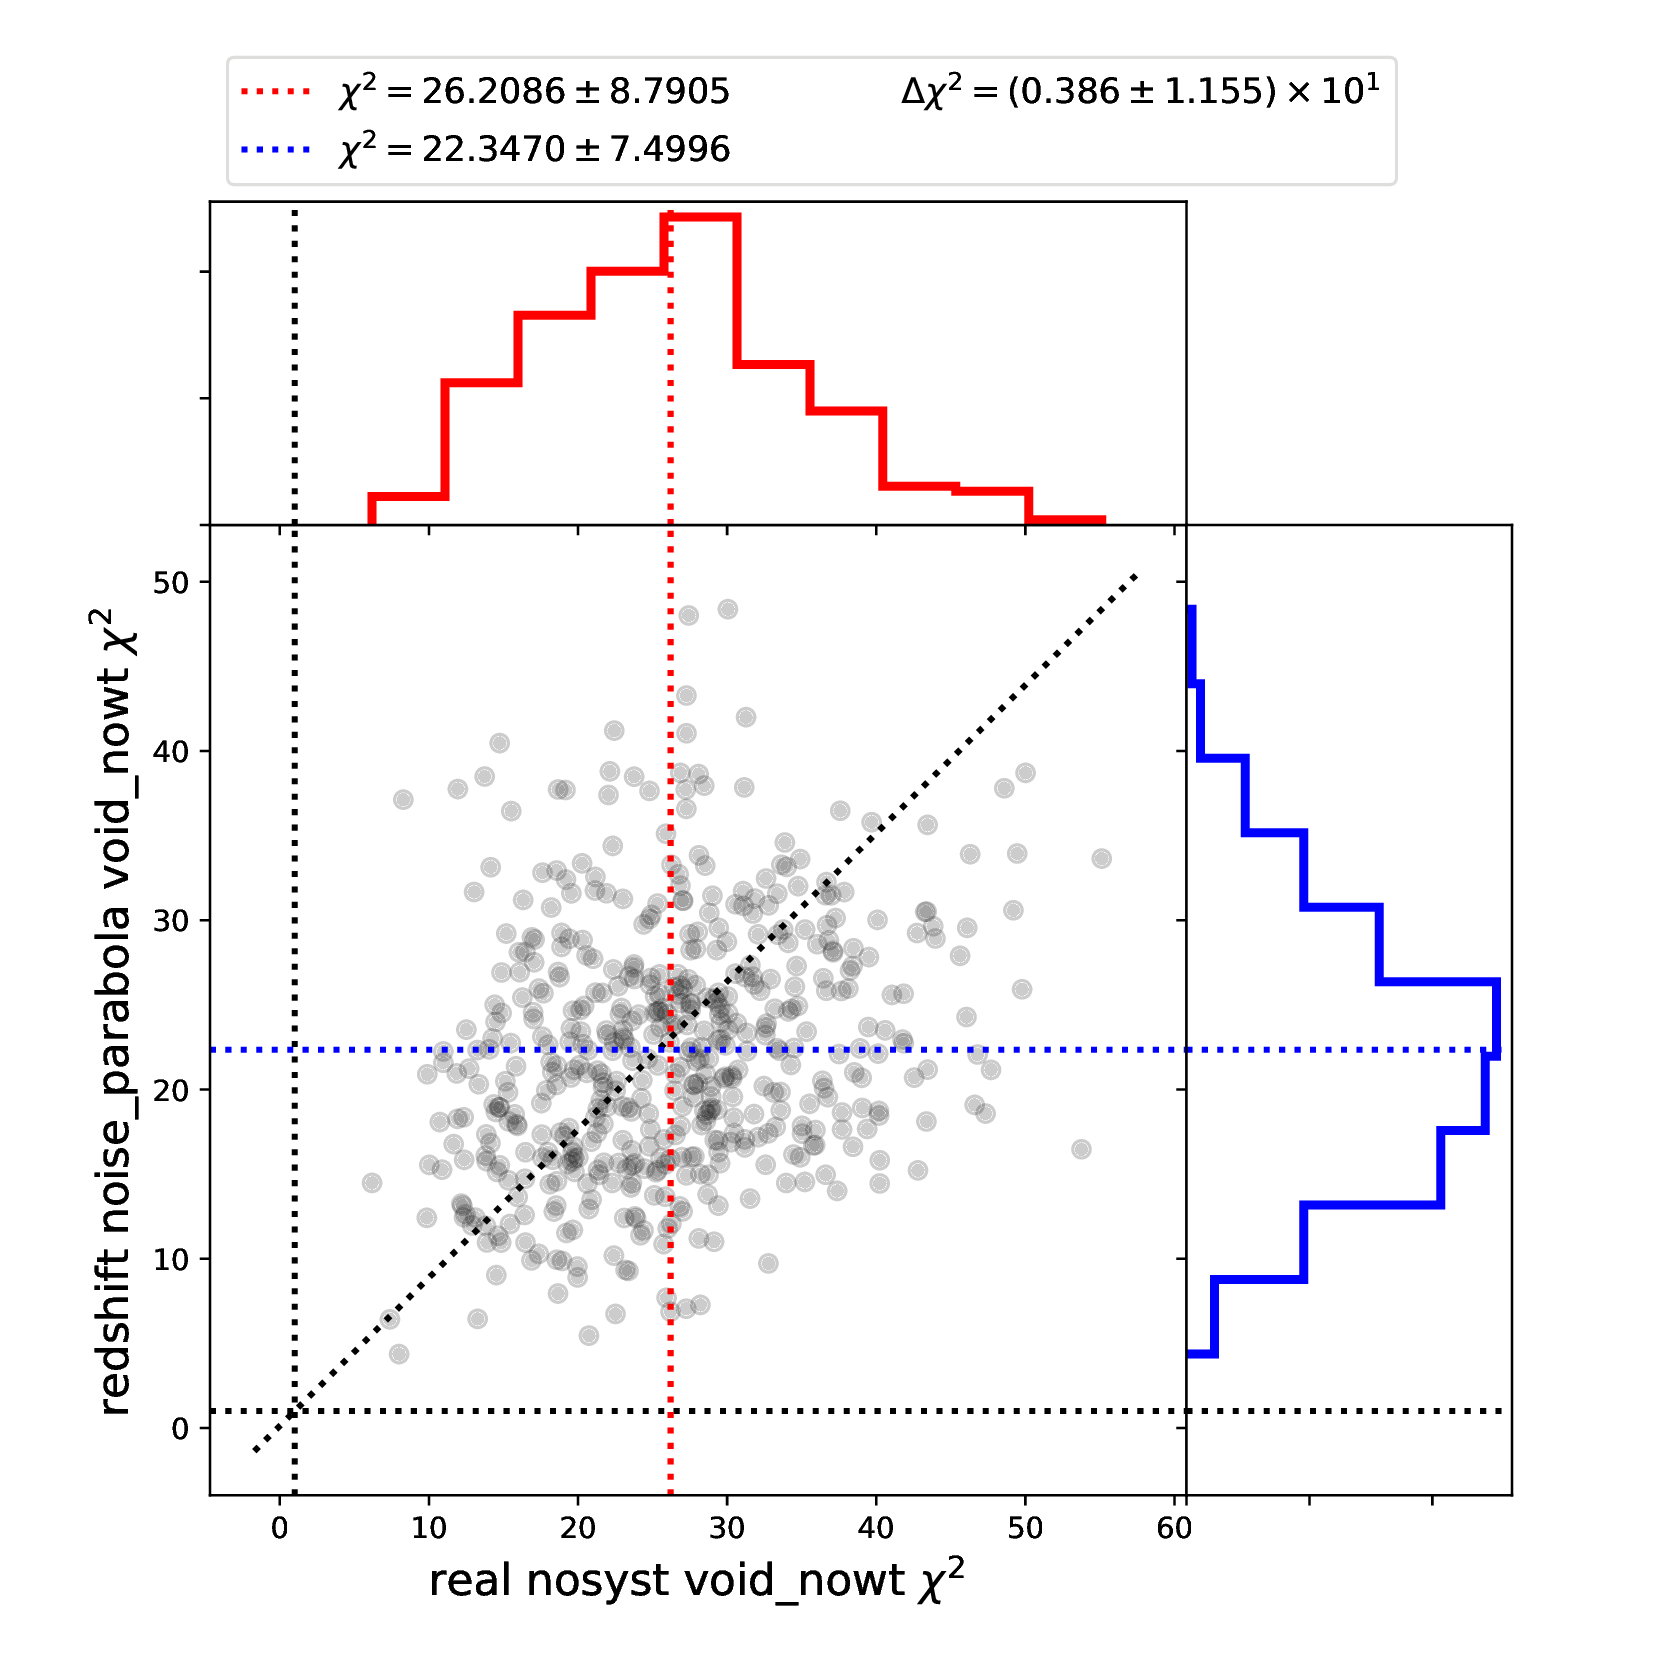 χ² = 26.2086 ± 8.7905
χ² = 22.3470 ± 7.4996
Δχ² = (0.386 ± 1.155) × 10¹
50
40
30
20
10
0
redshift noise_parabola void_nowt χ²
0 10 20 30 40 50 60
real nosyst void_nowt χ²